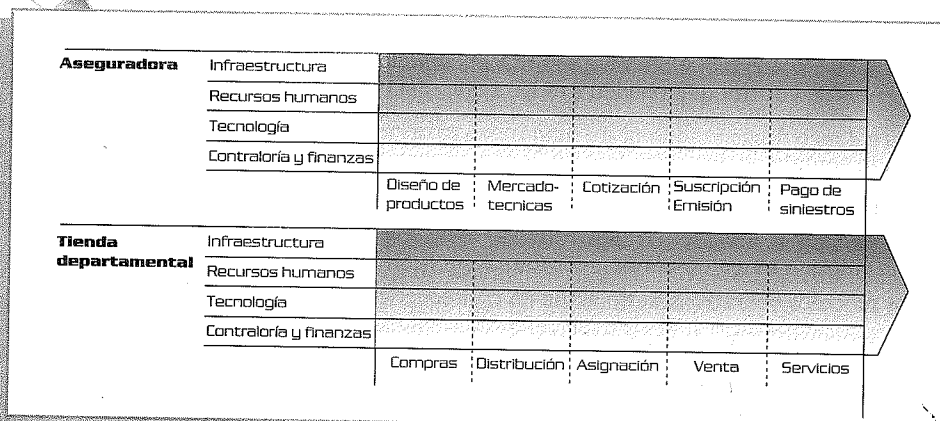 Aseguradora
Infraestructura
Recursos humanos
Tecnología
Contraloría y finanzas
Diseño de productos
Mercado-tecnicas
Cotización
Suscripción Emisión
Pago de siniestros
Tienda departamental
Infraestructura
Recursos humanos
Tecnología
Contraloría y finanzas
Compras
Distribución
Asignación
Venta
Servicios